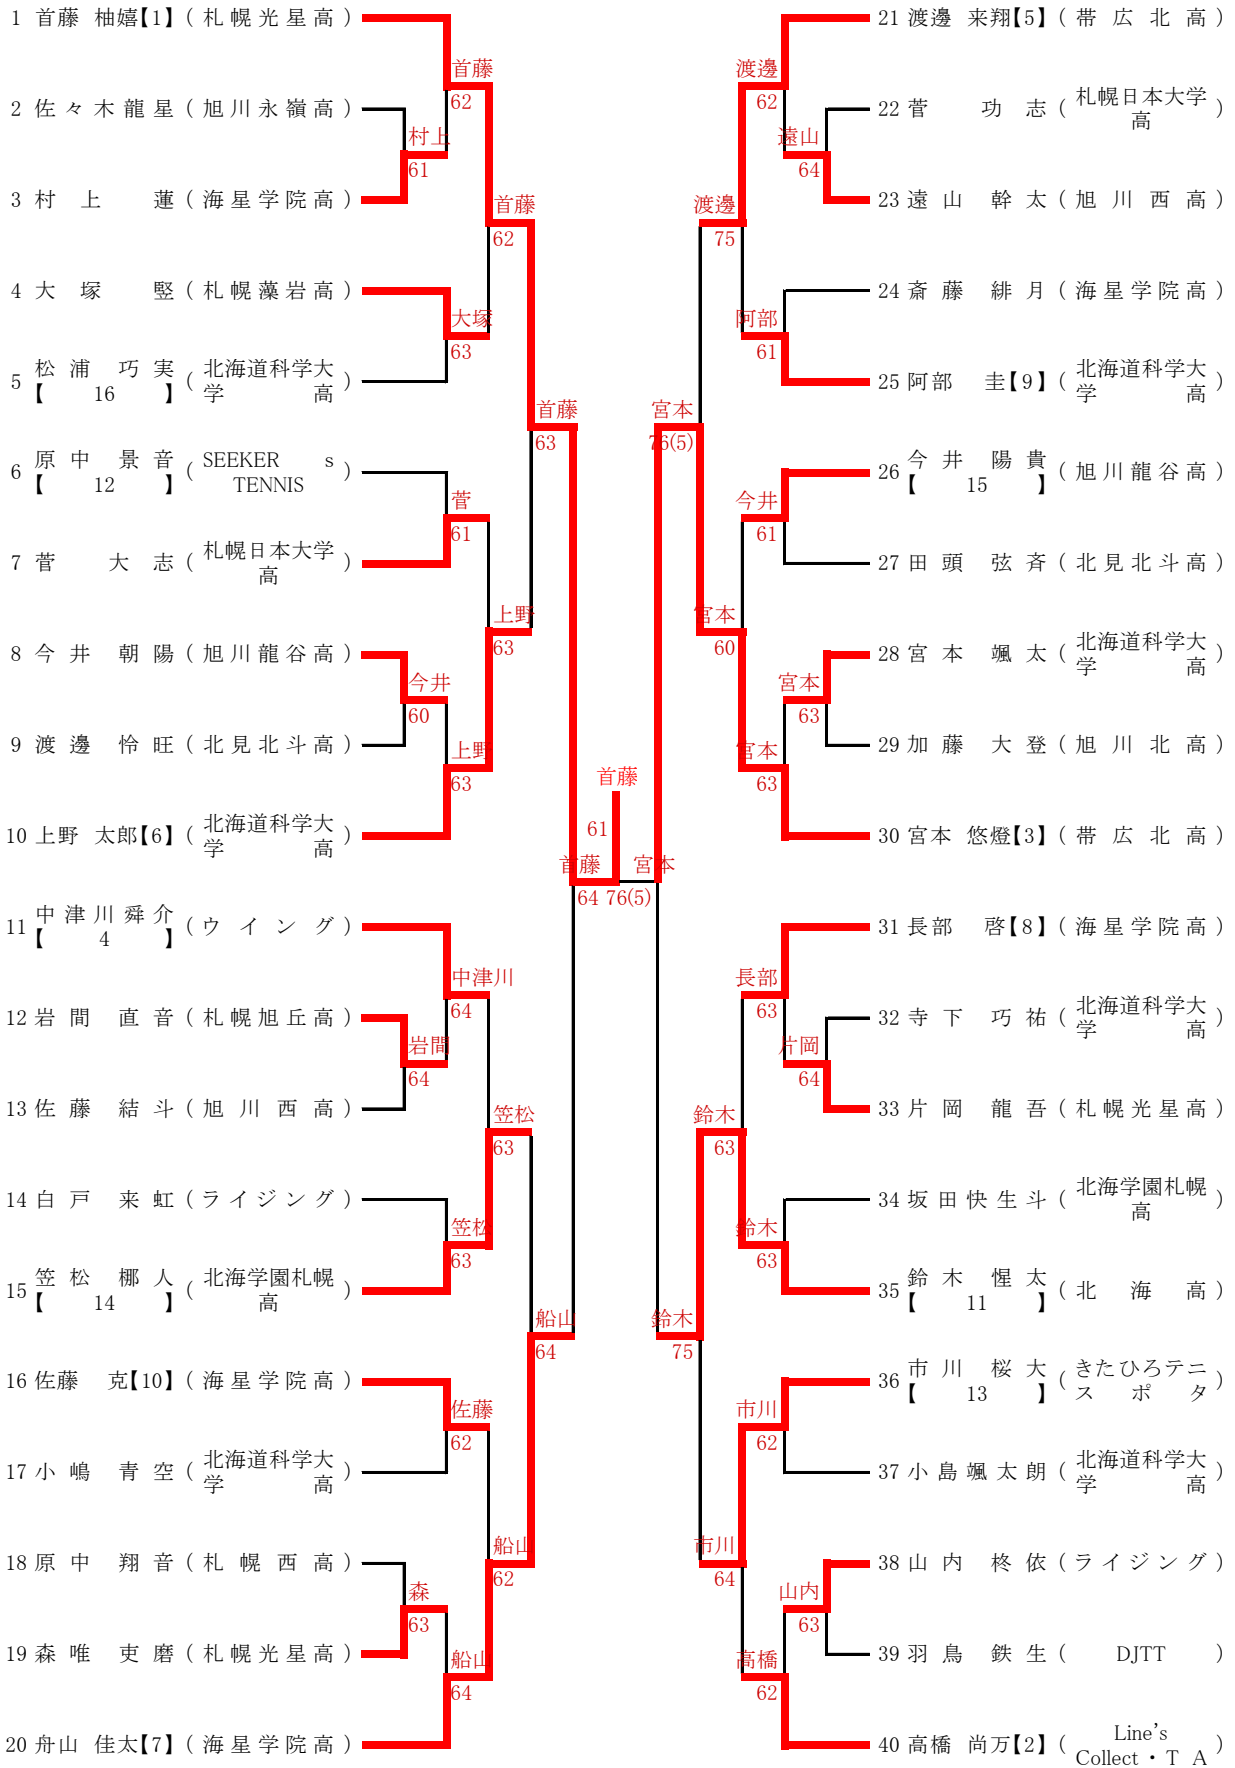 1 首藤 柚嬉【1】 ( 札幌光星高 )
首藤
62
2 佐々木龍星 ( 旭川永嶺高 )
村上
61
3 村上 蓮 ( 海星学院高 )
首藤
62
4 大塚 堅 ( 札幌藻岩高 )
大塚
63
5 松浦 巧実【 16 】 ( 北海道科学大学 高 )
首藤
63
6 原中 景音【 12 】 ( SEEKER s TENNIS )
菅
61
7 菅 大志 ( 札幌日本大学高 )
上野
63
8 今井 朝陽 ( 旭川龍谷高 )
今井
60
9 渡邊 怜旺 ( 北見北斗高 )
上野
63
10 上野 太郎【6】 ( 北海道科学大学 高 )
首藤
61
首藤 宮本
64 76(5)
11 中津川舜介【 4 】 ( ウイング )
中津川
64
12 岩間 直音 ( 札幌旭丘高 )
岩間
64
13 佐藤 結斗 ( 旭川西高 )
笠松
63
14 白戸 来虹 ( ライジング )
笠松
63
15 笠松 梛人【 14 】 ( 北海学園札幌高 )
船山
64
16 佐藤 克【10】 ( 海星学院高 )
佐藤
62
17 小嶋 青空 ( 北海道科学大学 高 )
船山
62
18 原中 翔音 ( 札幌西高 )
森
63
19 森唯 吏磨 ( 札幌光星高 )
船山
64
20 舟山 佳太【7】 ( 海星学院高 )
21 渡邊 来翔【5】 ( 帯広北高 )
渡邊
62
22 菅 功志 ( 札幌日本大学高 )
遠山
64
23 遠山 幹太 ( 旭川西高 )
渡邊
75
24 斎藤 緋月 ( 海星学院高 )
阿部
61
25 阿部 圭【9】 ( 北海道科学大学 高 )
宮本
76(5)
26 今井 陽貴【 15 】 ( 旭川龍谷高 )
今井
61
27 田頭 弦斉 ( 北見北斗高 )
宮本
60
28 宮本 颯太 ( 北海道科学大学 高 )
宮本
63
29 加藤 大登 ( 旭川北高 )
宮本
63
30 宮本 悠燈【3】 ( 帯広北高 )
31 長部 啓【8】 ( 海星学院高 )
長部
63
32 寺下 巧祐 ( 北海道科学大学 高 )
片岡
64
33 片岡 龍吾 ( 札幌光星高 )
鈴木
63
34 坂田快生斗 ( 北海学園札幌高 )
鈴木
63
35 鈴木 惺太【 11 】 ( 北海高 )
鈴木
75
36 市川 桜大【 13 】 ( きたひろテニスポタ )
市川
62
37 小島颯太朗 ( 北海道科学大学 高 )
市川
64
38 山内 柊依 ( ライジング )
山内
63
39 羽鳥 鉄生 ( DJTT )
高橋
62
40 高橋 尚万【2】 ( Line’s Collect・T A )